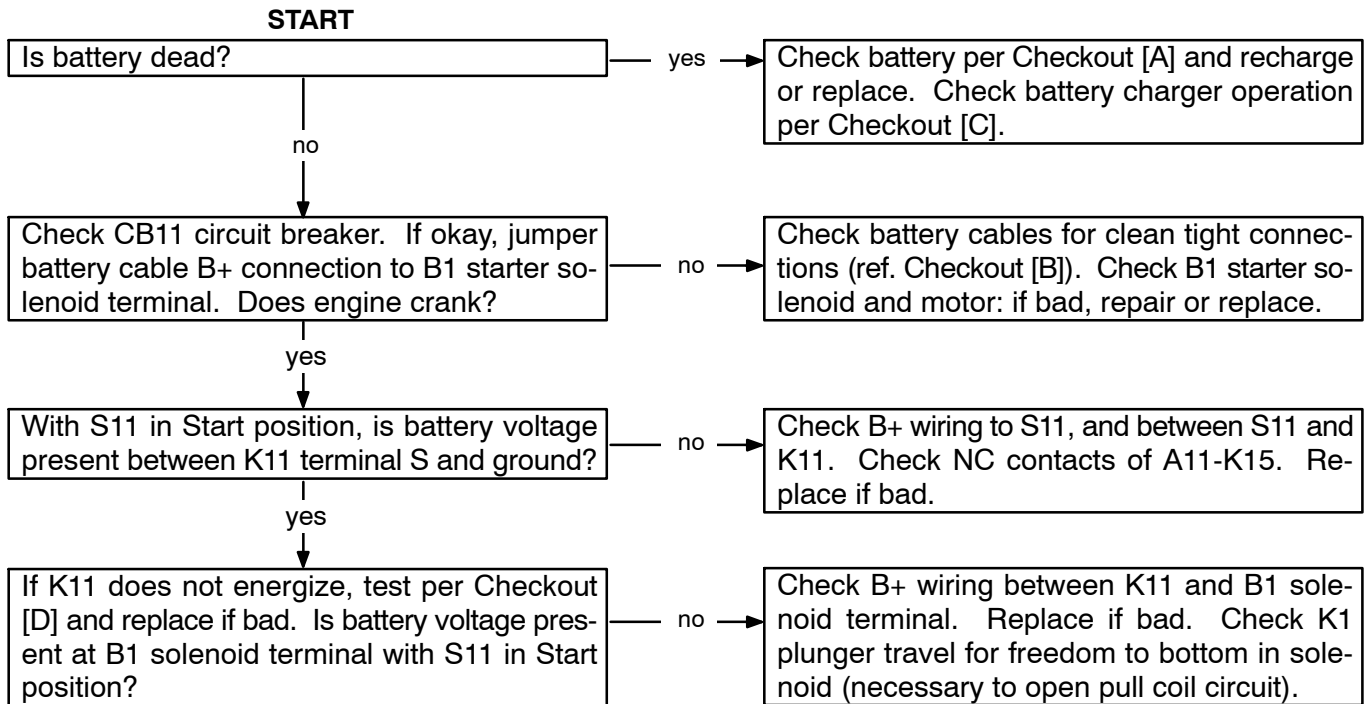 START
Is battery dead?
yes
Check battery per Checkout [A] and recharge
or replace. Check battery charger operation
per Checkout [C].
no
Check CB11 circuit breaker. If okay, jumper
battery cable B+ connection to B1 starter so-
lenoid terminal. Does engine crank?
no
Check battery cables for clean tight connec-
tions (ref. Checkout [B]). Check B1 starter so-
lenoid and motor: if bad, repair or replace.
yes
With S11 in Start position, is battery voltage
present between K11 terminal S and ground?
no
Check B+ wiring to S11, and between S11 and
K11. Check NC contacts of A11-K15. Re-
place if bad.
yes
If K11 does not energize, test per Checkout
[D] and replace if bad. Is battery voltage pres-
ent at B1 solenoid terminal with S11 in Start
position?
no
Check B+ wiring between K11 and B1 sole-
noid terminal. Replace if bad. Check K1
plunger travel for freedom to bottom in sole-
noid (necessary to open pull coil circuit).